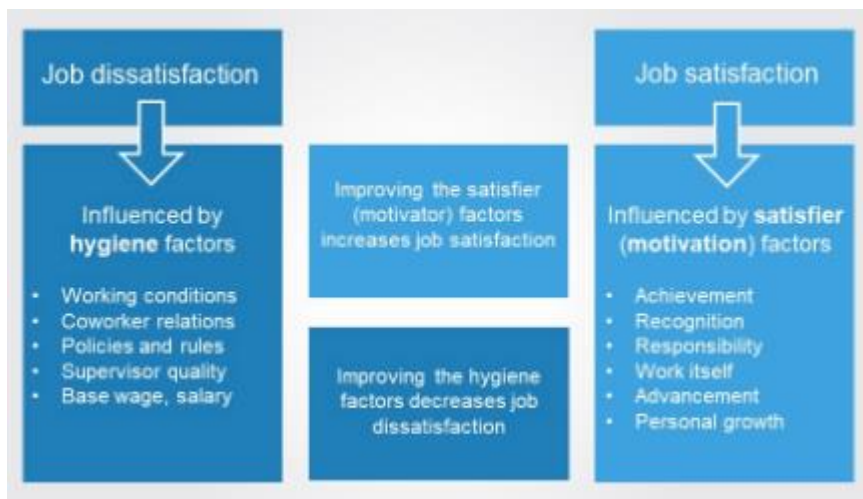 Job dissatisfaction
Influenced by
hygiene factors
• Working conditions
• Coworker relations
• Policies and rules
• Supervisor quality
• Base wage, salary
Improving the satisfier
(motivator) factors
increases job satisfaction
Improving the hygiene
factors decreases job
dissatisfaction
Job satisfaction
Influenced by satisfier
(motivation) factors
• Achievement
• Recognition
• Responsibility
• Work itself
• Advancement
• Personal growth